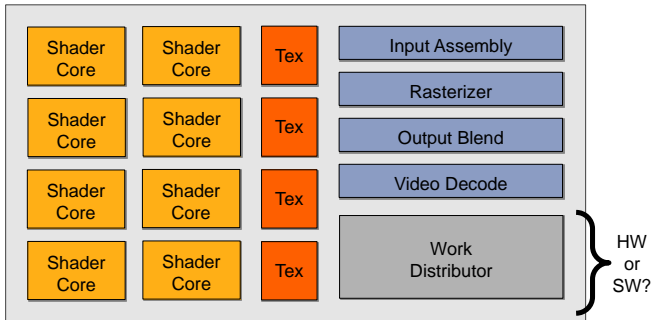 Shader
Core
Shader
Core
Tex
Input Assembly
Rasterizer
Shader
Core
Shader
Core
Tex
Output Blend
Video Decode
Shader
Core
Shader
Core
Tex
Shader
Core
Shader
Core
Tex
Work
Distributor
HW
or
SW?